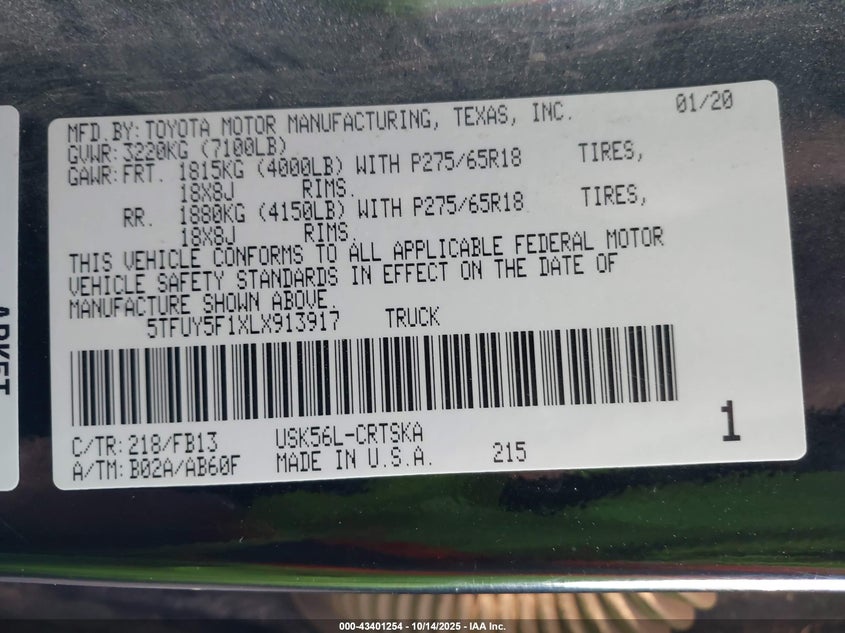 MFD.BY:TOYOTA MOTOR MANUFACTURING, TEXAS, INC. 01/20
GVWR:3220KG (7100LB)
GAWR:FRT. 1815KG (4000LB) WITH P275/65R18 TIRES,
18X8J RIMS.
RR. 1880KG (4150LB) WITH P275/65R18 TIRES,
18X8J RIMS.
THIS VEHICLE CONFORMS TO ALL APPLICABLE FEDERAL MOTOR
VEHICLE SAFETY STANDARDS IN EFFECT ON THE DATE OF
MANUFACTURE SHOWN ABOVE.
5TFUY5F1XLX913917 TRUCK
C/TR:218/FB13 USK56L-CRTSKA 1
A/TM:B02A/AB60F MADE IN U.S.A. 215
000-43401254 - 10/14/2025 - IAA Inc.